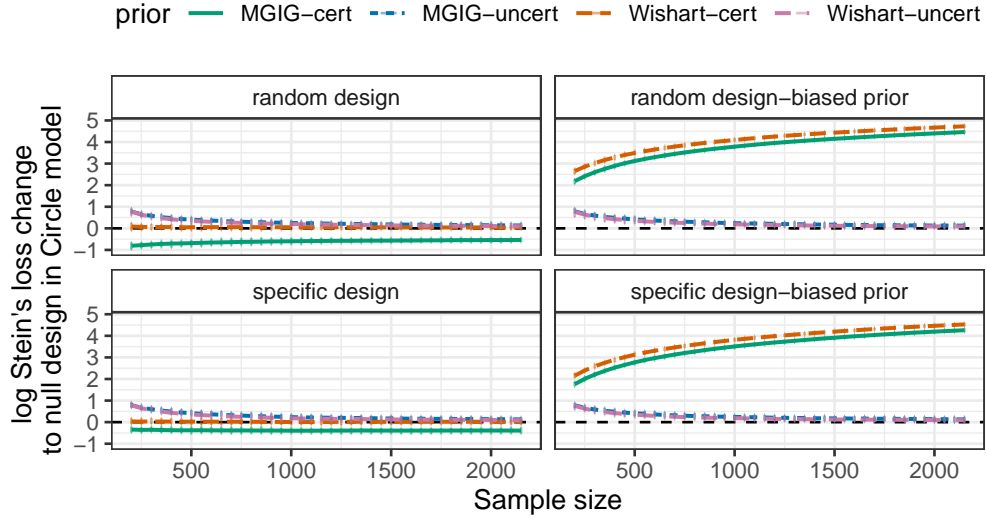 prior MGIG−cert MGIG−uncert Wishart−cert Wishart−uncert
random design
random design−biased prior
5
4
3
2
1
0
−1
specific design
specific design−biased prior
5
4
3
2
1
0
−1
500 1000 1500 2000
500 1000 1500 2000
Sample size
log Stein's loss change
to null design in Circle model